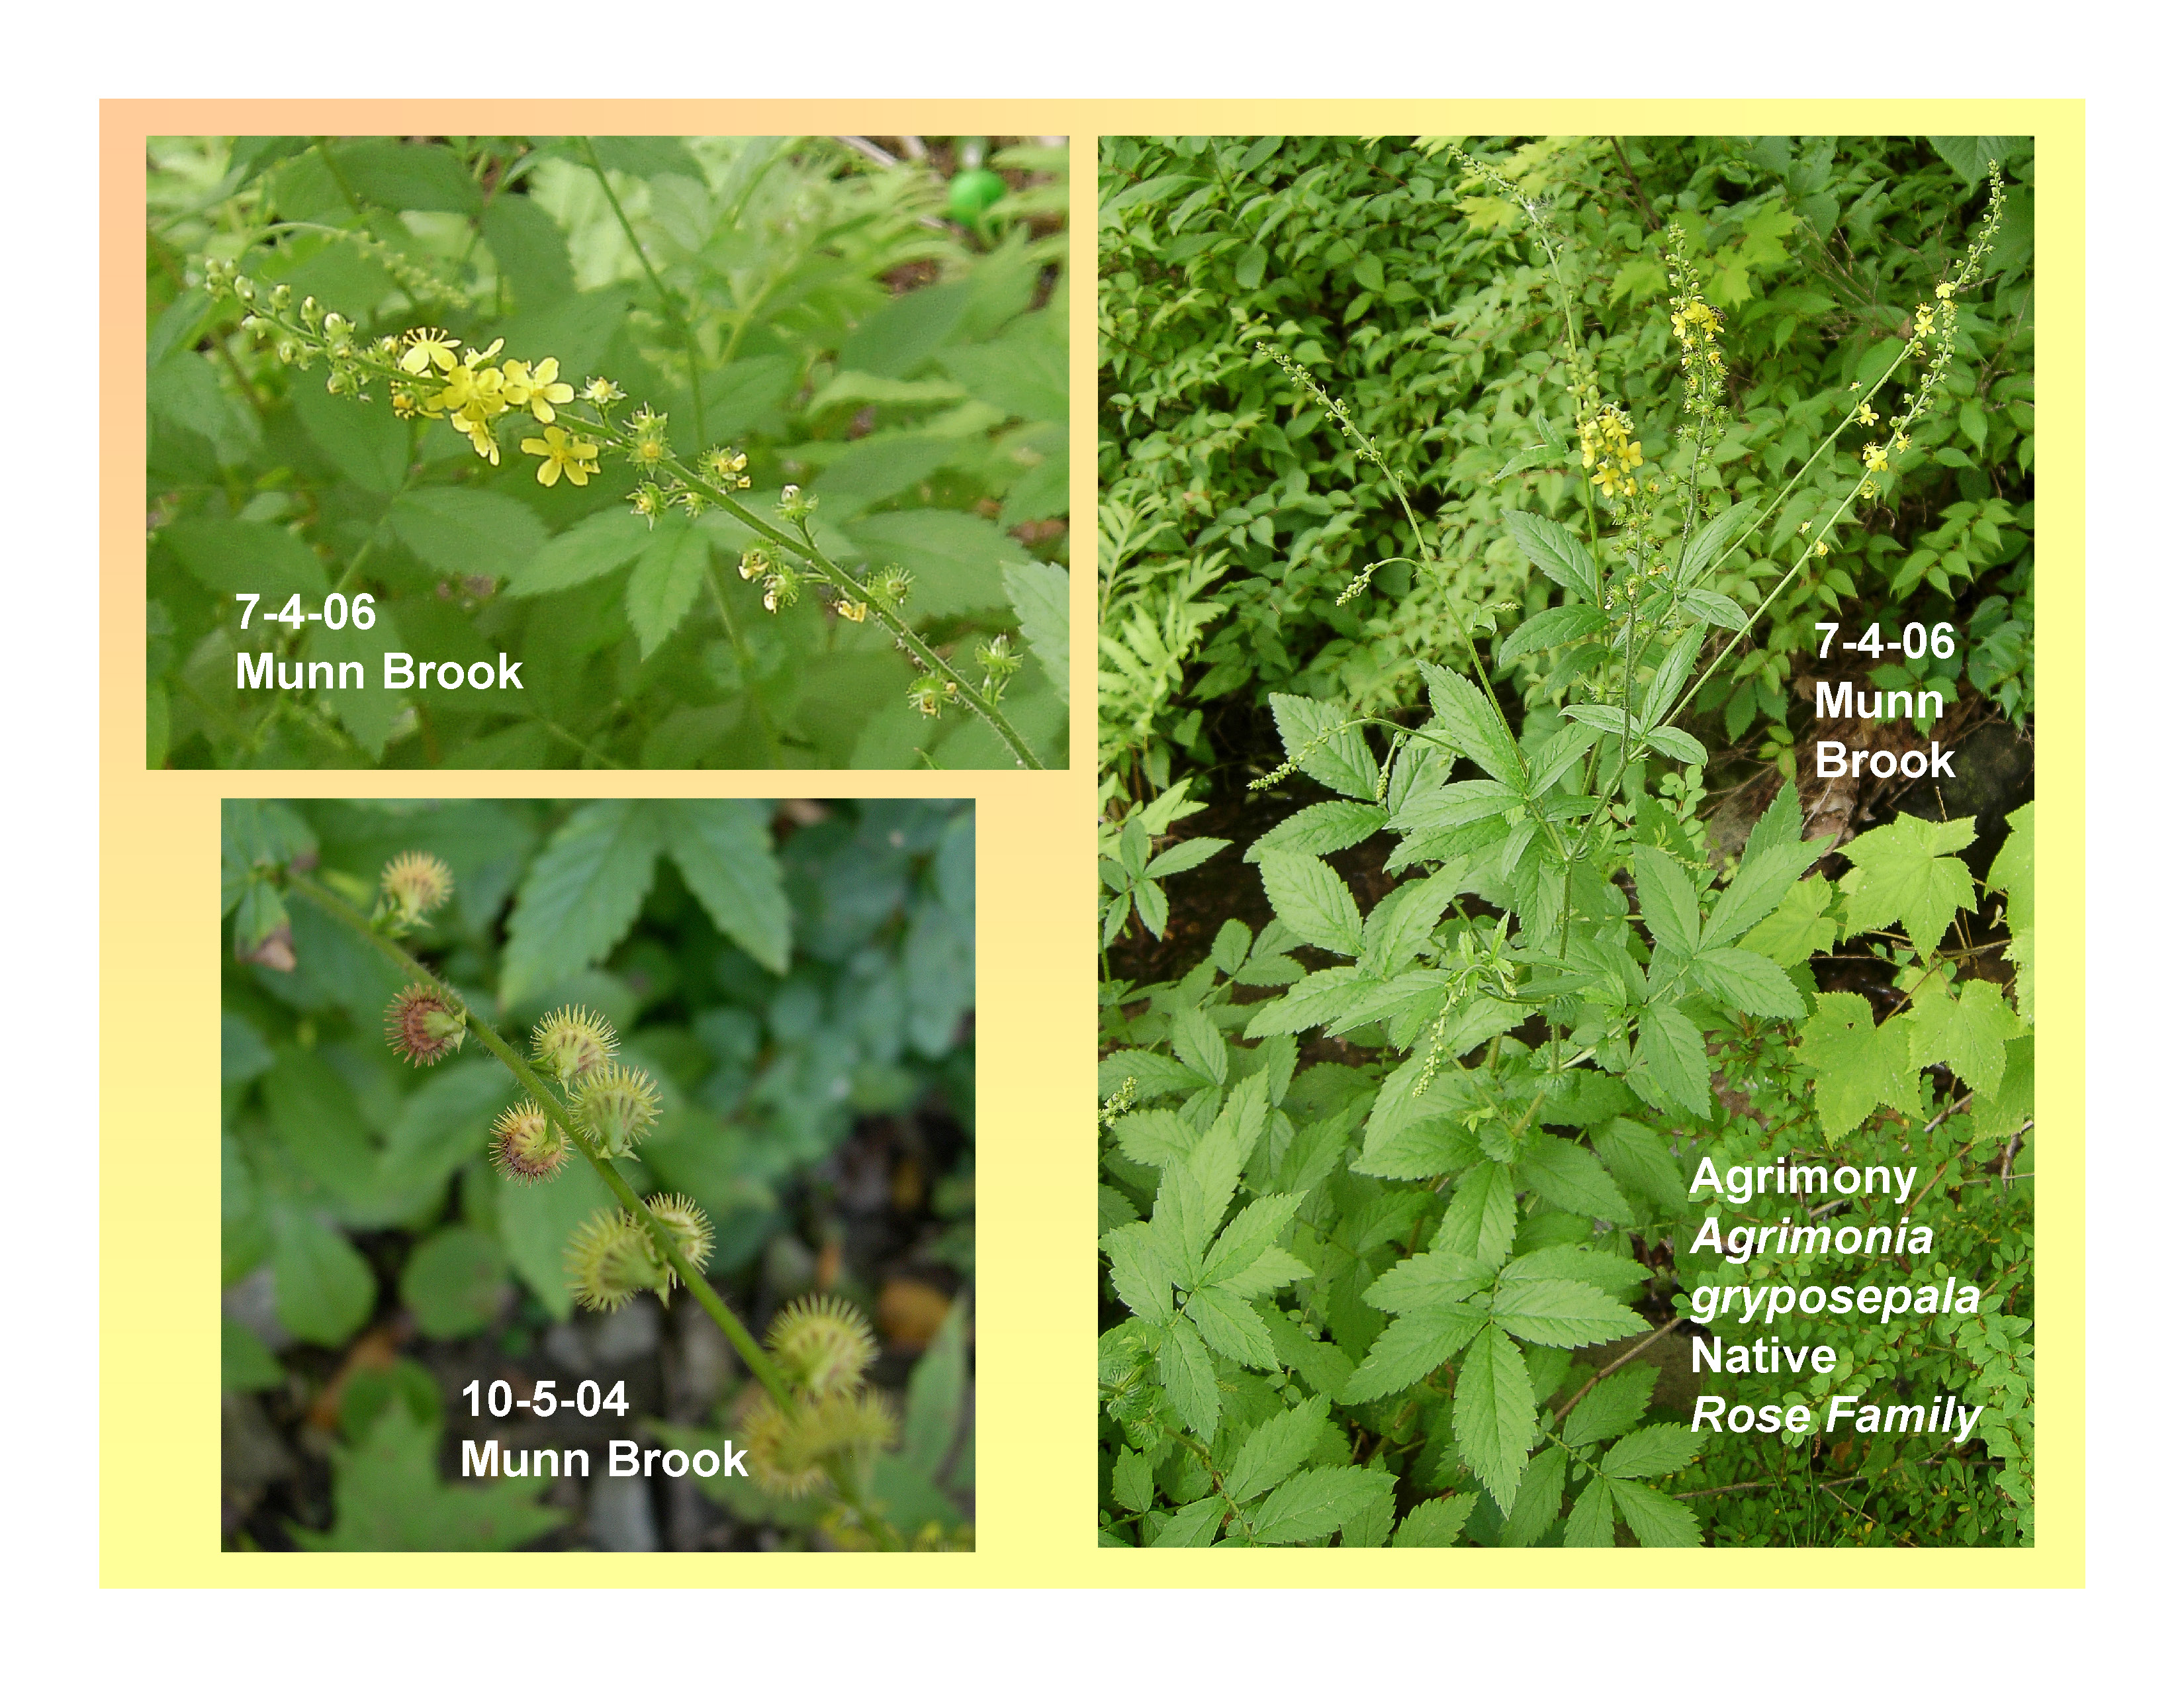 7-4-06
Munn Brook
10-5-04
Munn Brook
7-4-06
Munn
Brook
Agrimony
Agrimonia
gryposepala
Native
Rose Family